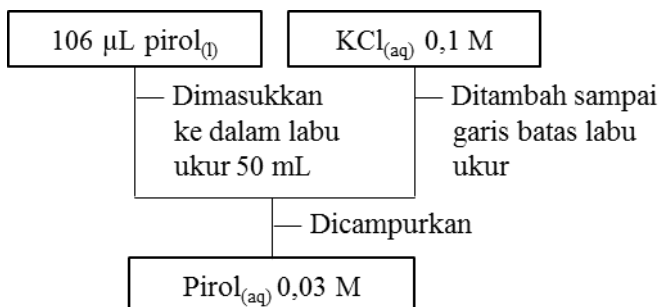 106 µL pirol(l)
KCl(aq) 0,1 M
Dimasukkan
ke dalam labu
ukur 50 mL
Ditambah sampai
garis batas labu
ukur
Dicampurkan
Pirol(aq) 0,03 M